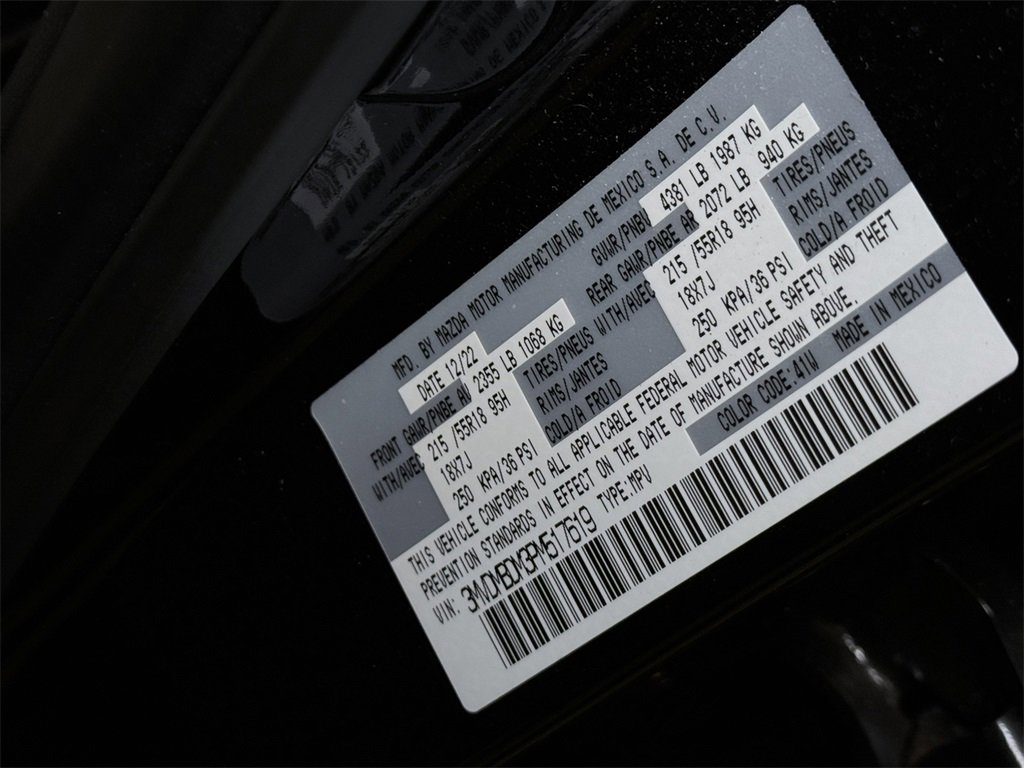 MFD. BY MAZDA MOTOR MANUFACTURING DE MEXICO S.A. DE C.V.
DATE 12/22 GVWR/PNBV 4381 LB 1987 KG
FRONT GAWR/PNBE AV 2355 LB 1068 KG REAR GAWR/PNBE AR 2072 LB 940 KG
WITH/AVEC 215 /55R18 95H TIRES/PNEUS WITH/AVEC 215 /55R18 95H TIRES/PNEUS
18X7J RIMS/JANTES 18X7J RIMS/JANTES
250 KPA/36 PSI COLD/A FROID 250 KPA/36 PSI COLD/A FROID
THIS VEHICLE CONFORMS TO ALL APPLICABLE FEDERAL MOTOR VEHICLE SAFETY AND THEFT
PREVENTION STANDARDS IN EFFECT ON THE DATE OF MANUFACTURE SHOWN ABOVE.
VIN: 3MVDMBDM3PM517619 TYPE:MPV COLOR CODE:41W MADE IN MEXICO